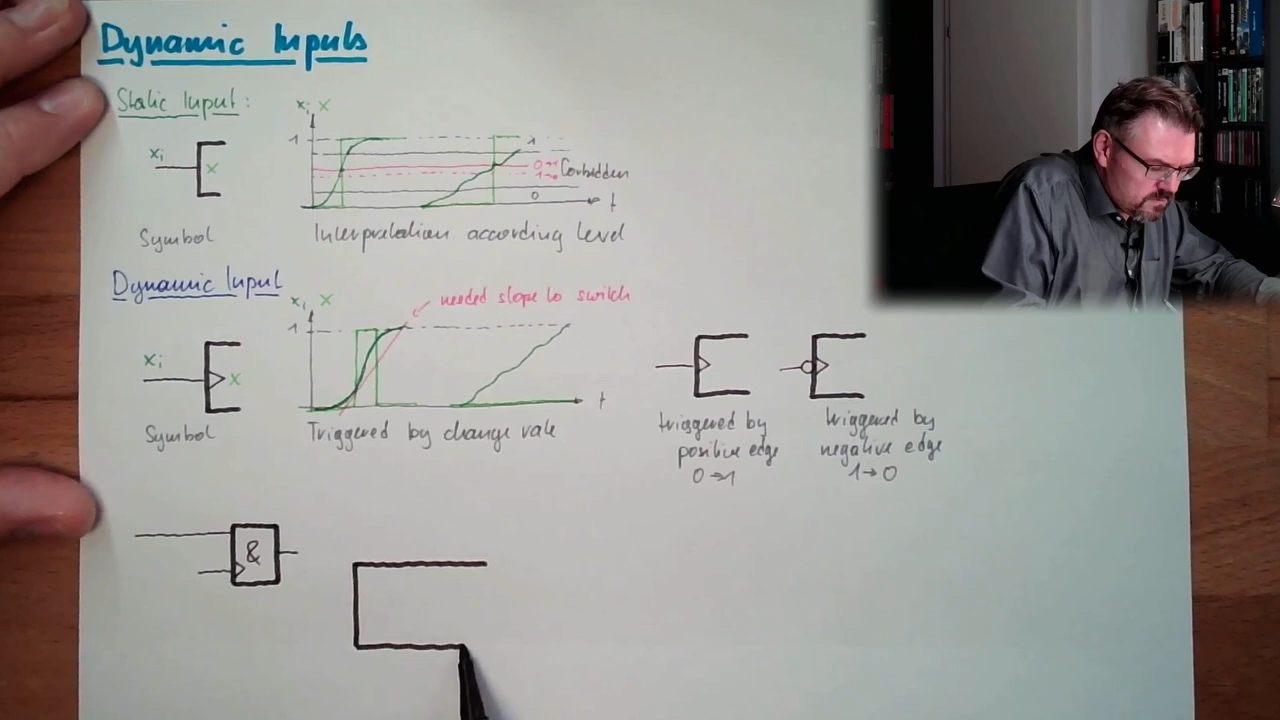 Dynamic Inputs
Static Input:
xi
x
Symbol
xi x
1
1
0→1
1→0
Forbidden
0
t
Interpretation according level
Dynamic Input
xi
x
Symbol
xi x
1
needed slope to switch
t
Triggered by change rate
triggered by
positive edge
0→1
triggered by
negative edge
1→0
&